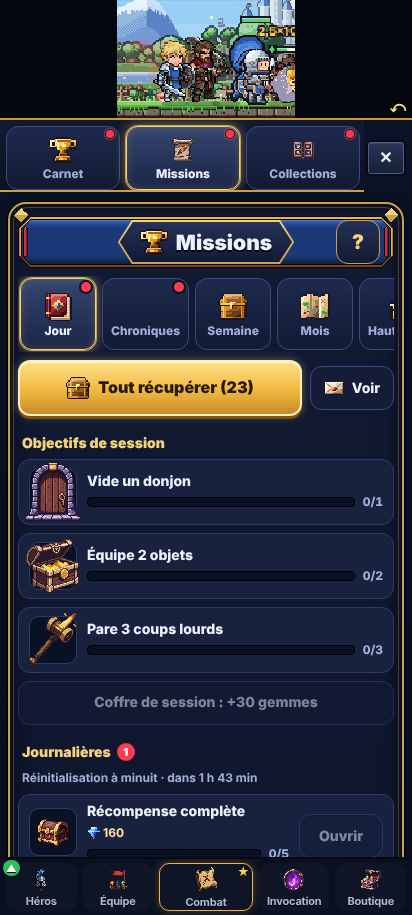 2,5×10
Carnet
Missions
Collections
×
Missions
?
Jour
Chroniques
Semaine
Mois
Haut
Tout récupérer (23)
Voir
Objectifs de session
Vide un donjon
0/1
Équipe 2 objets
0/2
Pare 3 coups lourds
0/3
Coffre de session : +30 gemmes
Journalières 1
Réinitialisation à minuit · dans 1 h 43 min
Récompense complète
160
0/5
Ouvrir
Héros
Équipe
Combat
Invocation
Boutique